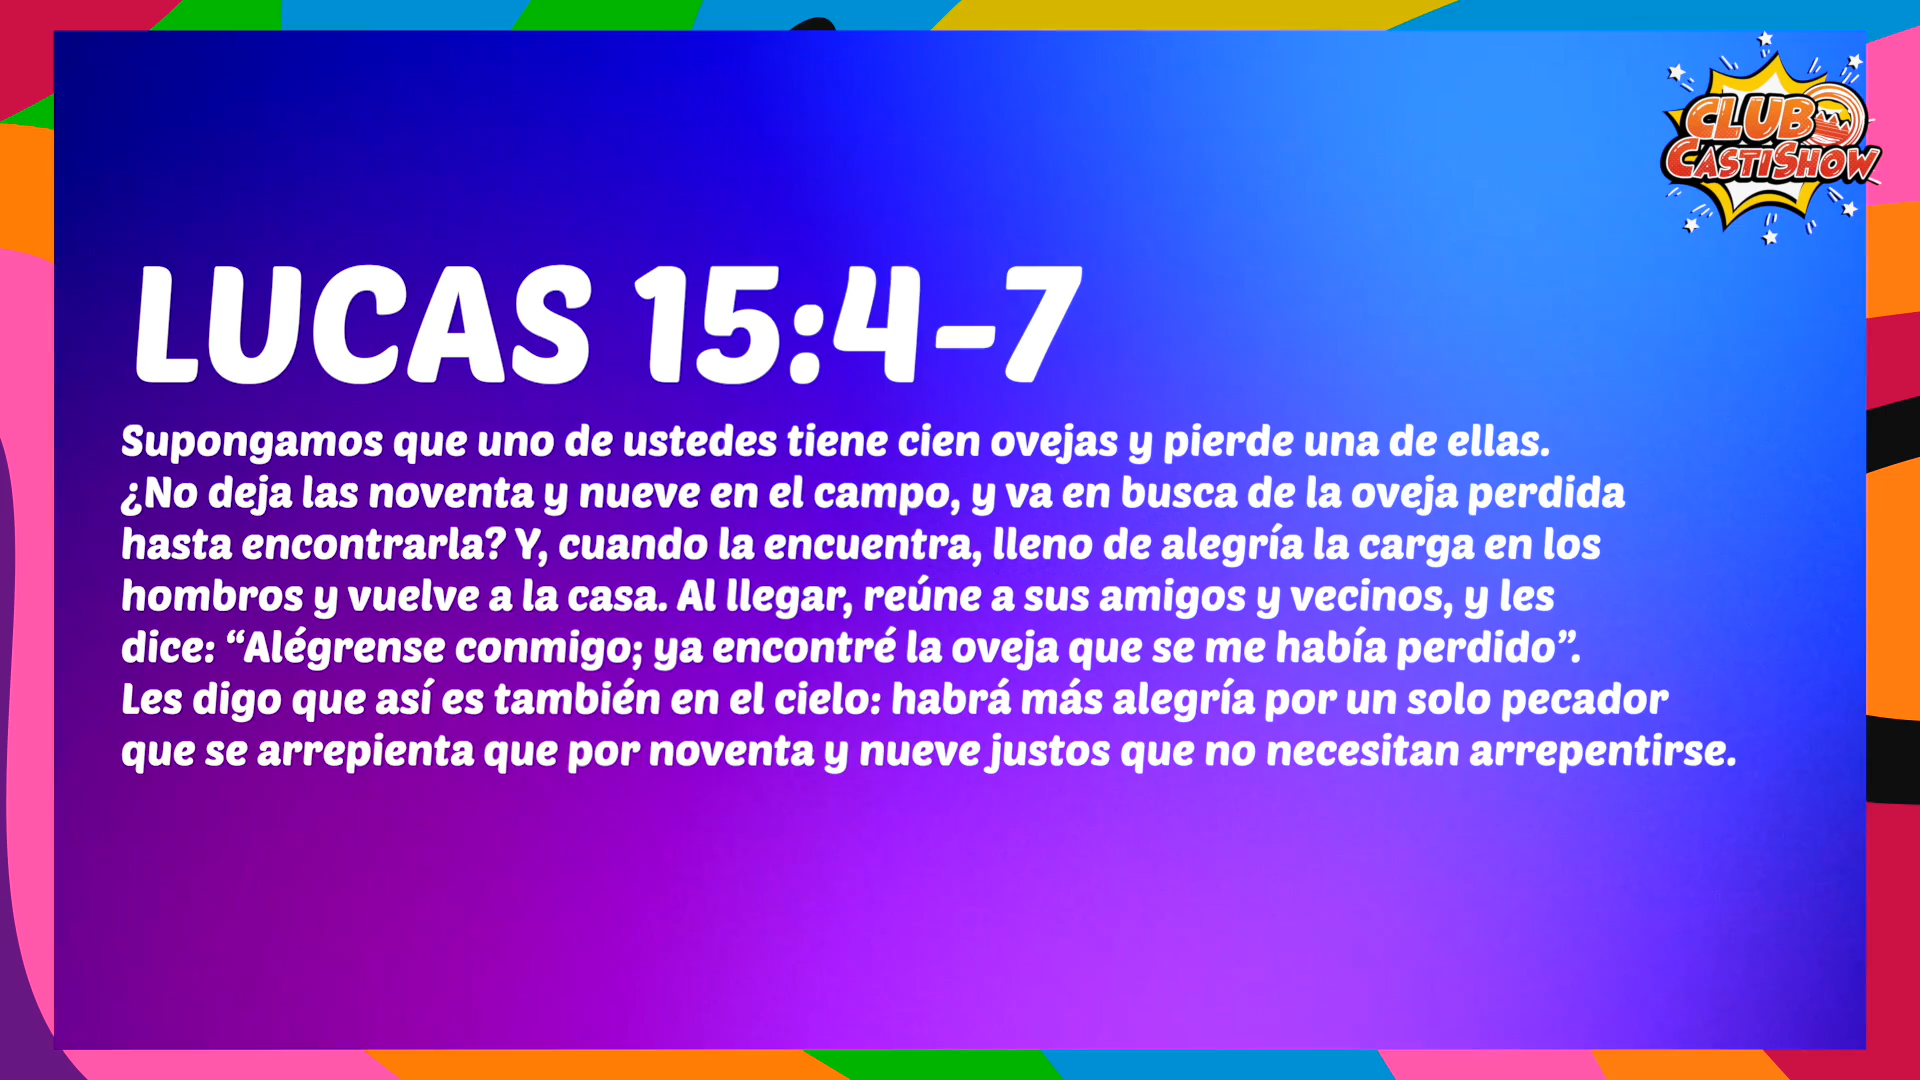 CLUB
CASTISHOW
LUCAS 15:4-7
Supongamos que uno de ustedes tiene cien ovejas y pierde una de ellas.
¿No deja las noventa y nueve en el campo, y va en busca de la oveja perdida
hasta encontrarla? Y, cuando la encuentra, lleno de alegría la carga en los
hombros y vuelve a la casa. Al llegar, reúne a sus amigos y vecinos, y les
dice: “Alégrense conmigo; ya encontré la oveja que se me había perdido”.
Les digo que así es también en el cielo: habrá más alegría por un solo pecador
que se arrepienta que por noventa y nueve justos que no necesitan arrepentirse.